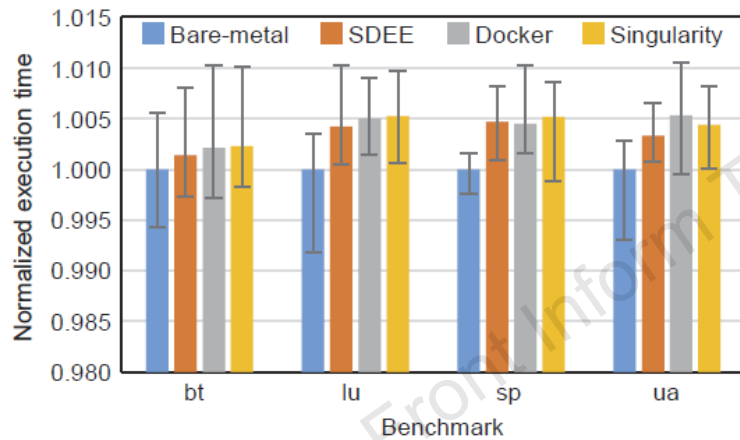 1.015
Bare-metal SDEE Docker Singularity
1.010
1.005
1.000
0.995
0.990
0.985
0.980
Normalized execution time
bt lu sp ua
Benchmark
Front Inform T